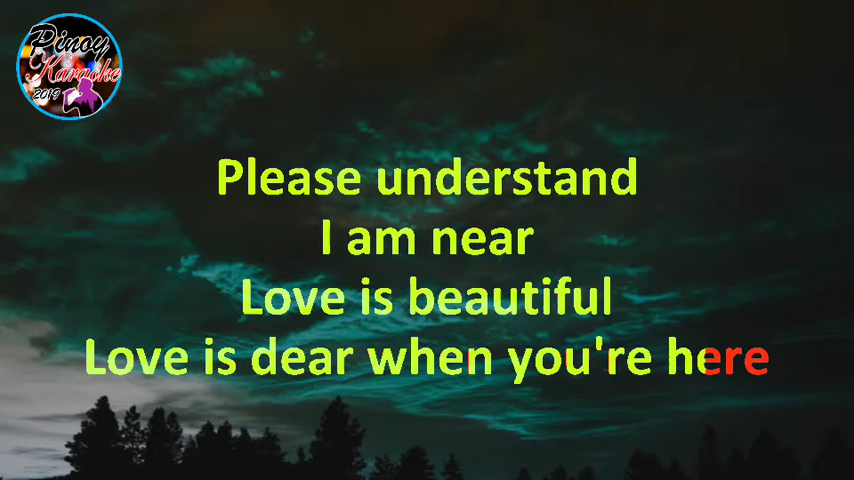 Pinoy
Karaoke
2019
Please understand
I am near
Love is beautiful
Love is dear when you're here